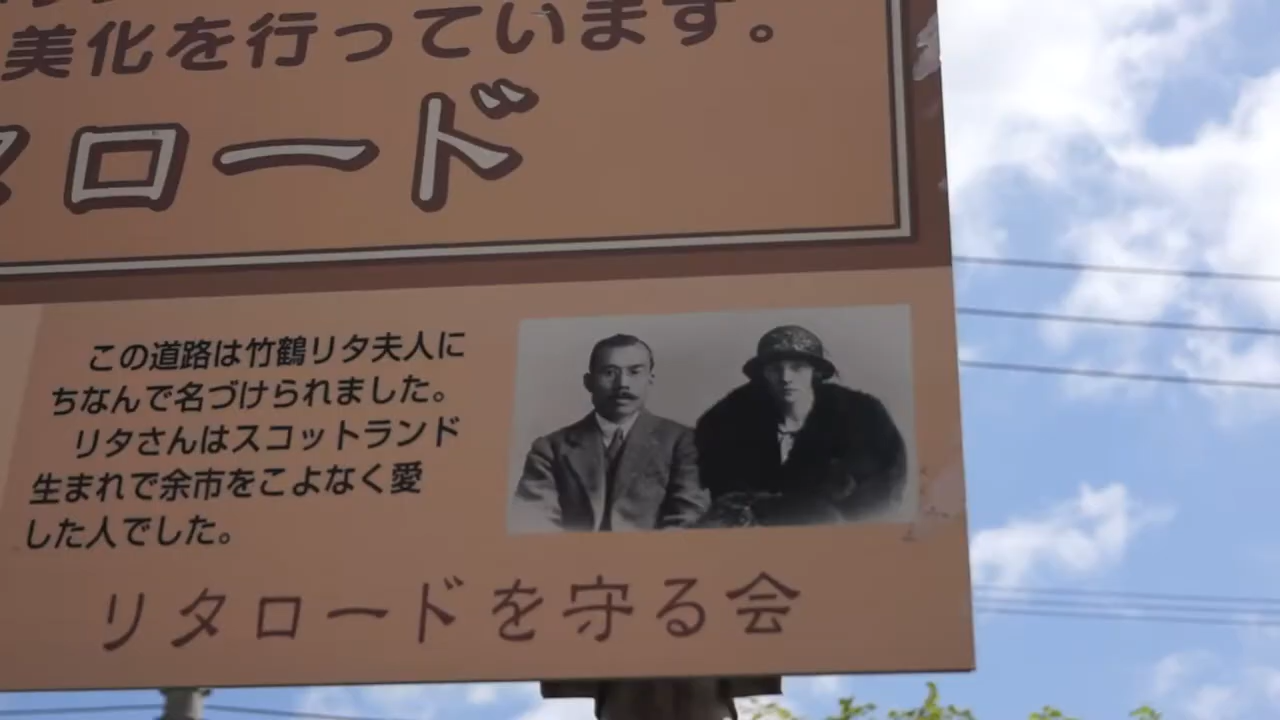 美化を行っています。
タロード
この道路は竹鶴リタ夫人に
ちなんで名づけられました。
リタさんはスコットランド
生まれで余市をこよなく愛
した人でした。
リタロードを守る会